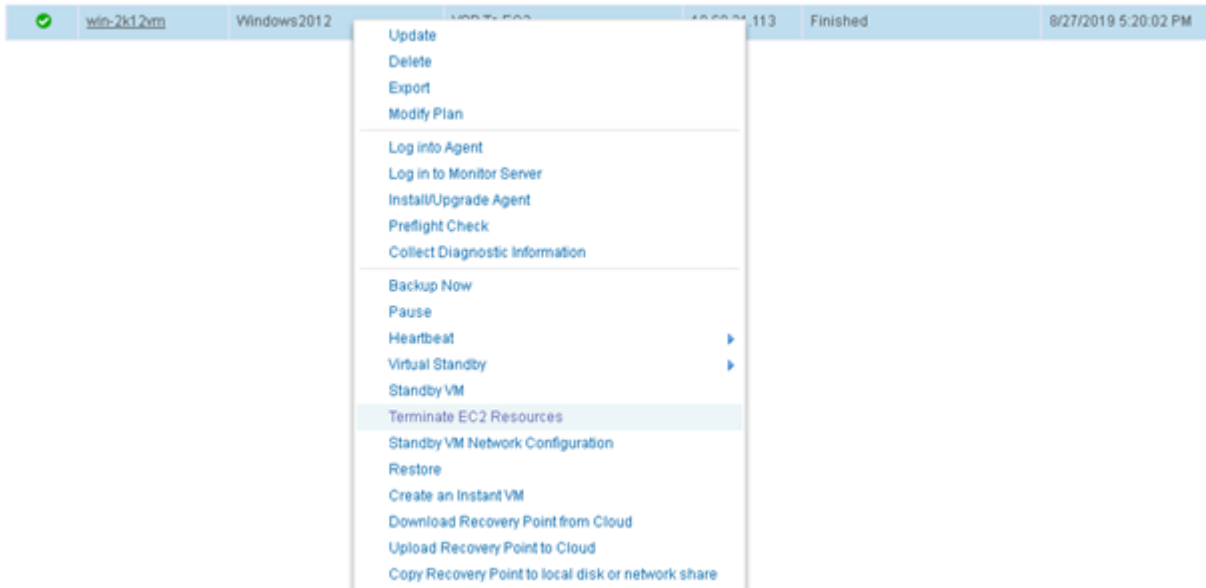 win-2k12vm Windows2012 .113 Finished 8/27/2019 5:20:02 PM
Update
Delete
Export
Modify Plan
Log into Agent
Log in to Monitor Server
Install/Upgrade Agent
Preflight Check
Collect Diagnostic Information
Backup Now
Pause
Heartbeat
Virtual Standby
Standby VM
Terminate EC2 Resources
Standby VM Network Configuration
Restore
Create an Instant VM
Download Recovery Point from Cloud
Upload Recovery Point to Cloud
Copy Recovery Point to local disk or network share